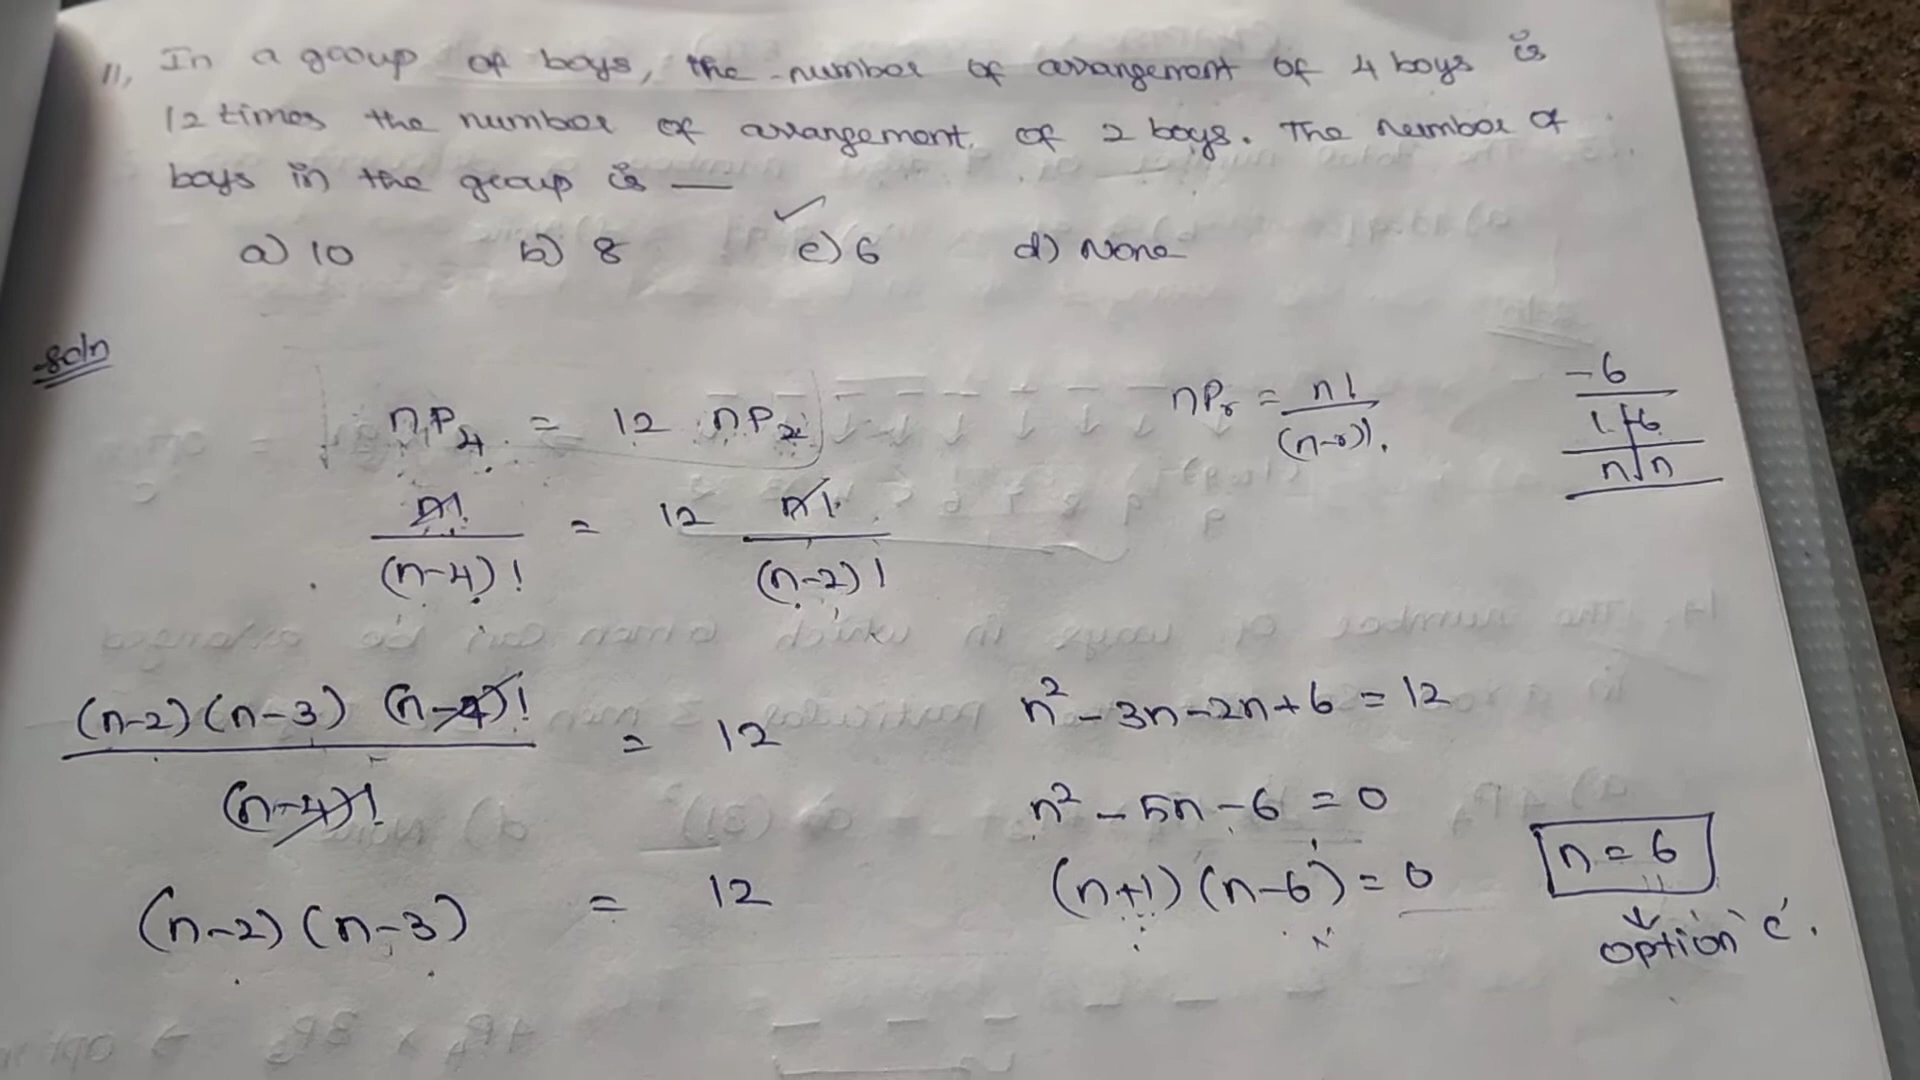 11, In a group of boys, the number of arrangement of 4 boys is
12 times the number of arrangement of 2 boys. The number of
boys in the group is —
a) 10 b) 8 c) 6 d) None
soln
nP4 = 12 nP2
nPr = n! / (n-r)!
-6
1 | -6
n | n
n! / (n-4)! = 12 n! / (n-2)!
(n-2)(n-3)(n-4)! / (n-4)! = 12
(n-2)(n-3) = 12
n² - 3n - 2n + 6 = 12
n² - 5n - 6 = 0
(n+1)(n-6) = 0
n = 6
option 'c'.